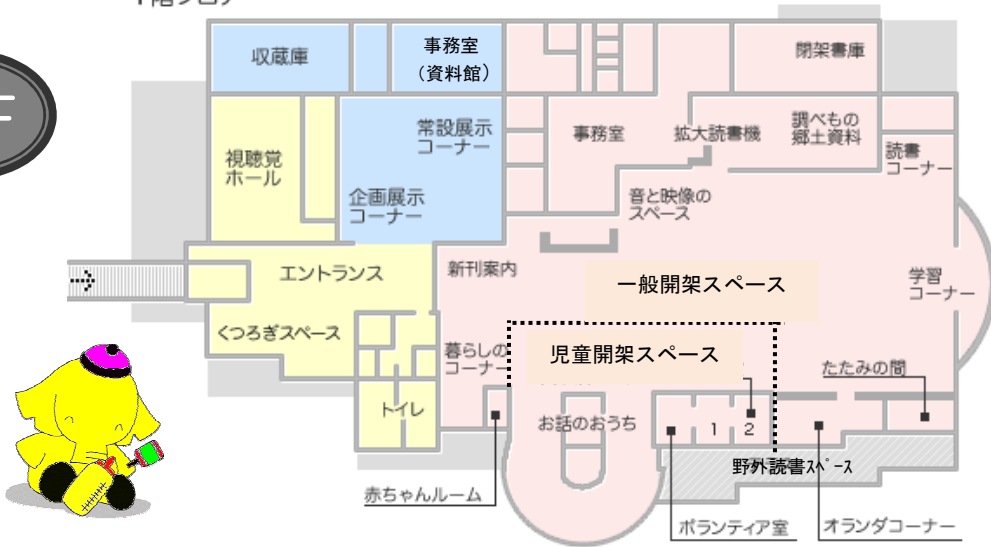 1階フロア
収蔵庫
事務室
（資料館）
閉架書庫
常設展示
コーナー
事務室
拡大読書機
調べもの
郷土資料
視聴覚
ホール
読書
コーナー
企画展示
コーナー
音と映像の
スペース
エントランス
新刊案内
一般開架スペース
学習
コーナー
くつろぎスペース
暮らしの
コーナー
児童開架スペース
たたみの間
トイレ
お話のおうち
1
2
野外読書ｽﾍﾟｰｽ
赤ちゃんルーム
ボランティア室
オランダコーナー